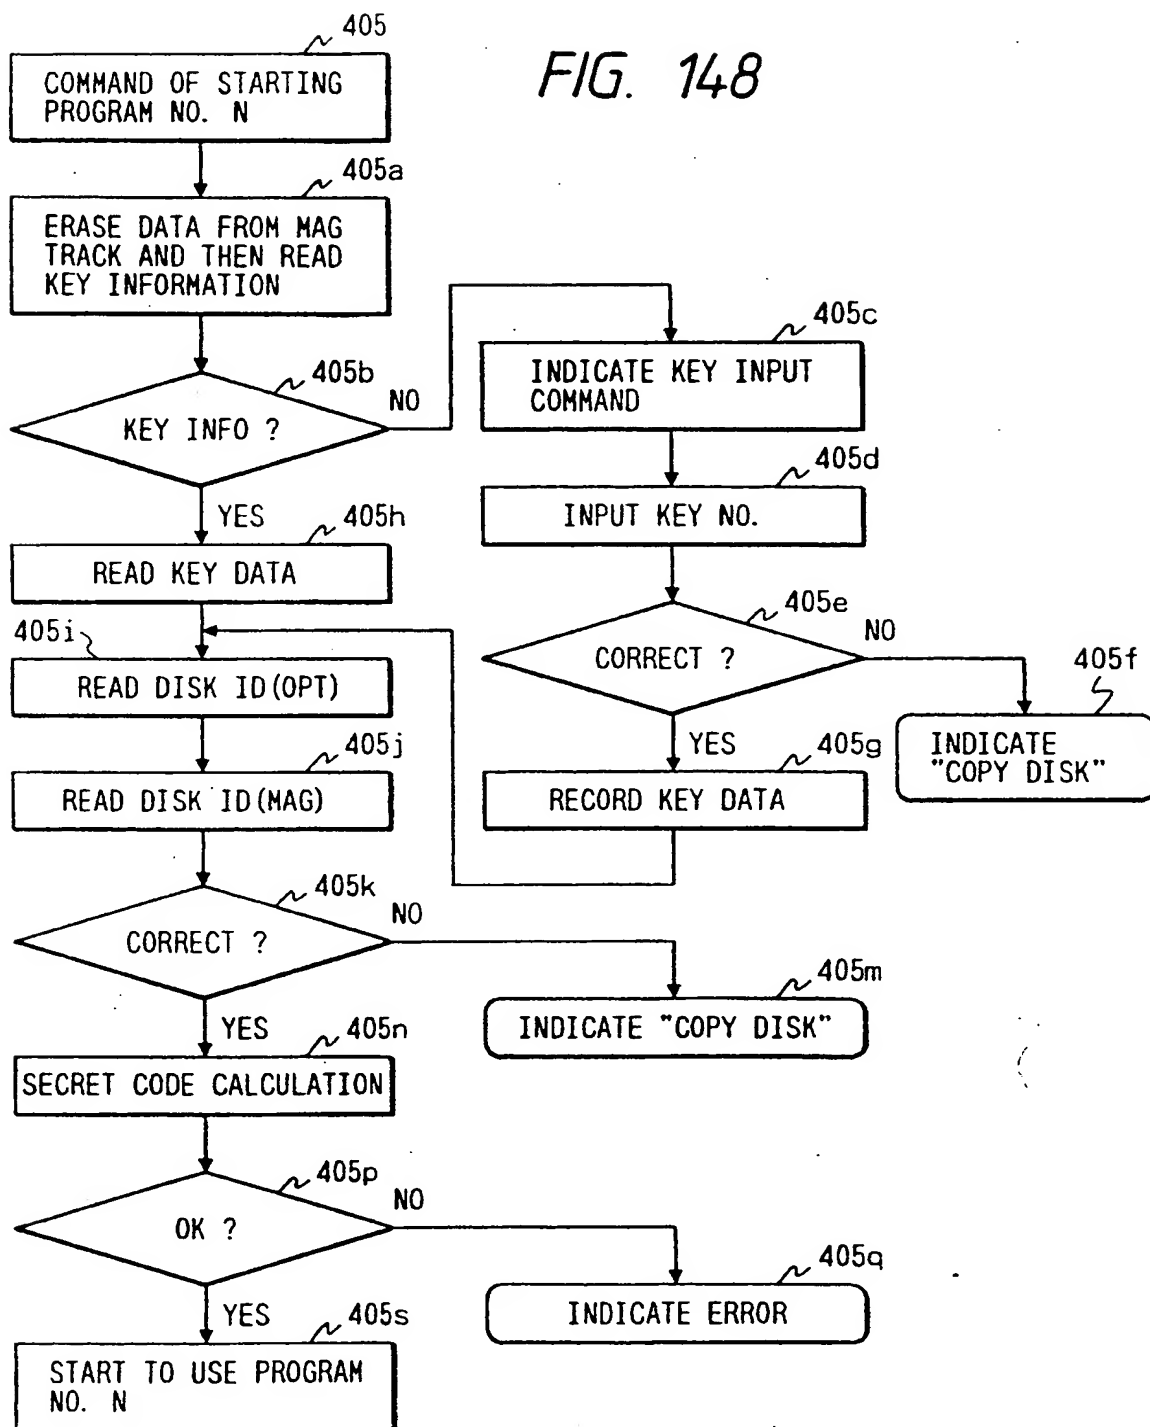 FIG. 148
405
COMMAND OF STARTING
PROGRAM NO. N
405a
ERASE DATA FROM MAG
TRACK AND THEN READ
KEY INFORMATION
405b
KEY INFO ?
NO
YES
405c
INDICATE KEY INPUT
COMMAND
405d
INPUT KEY NO.
405e
CORRECT ?
NO
YES
405f
INDICATE
"COPY DISK"
405g
RECORD KEY DATA
405h
READ KEY DATA
405i
READ DISK ID(OPT)
405j
READ DISK ID(MAG)
405k
CORRECT ?
NO
YES
405m
INDICATE "COPY DISK"
405n
SECRET CODE CALCULATION
405p
OK ?
NO
YES
405q
INDICATE ERROR
405s
START TO USE PROGRAM
NO. N